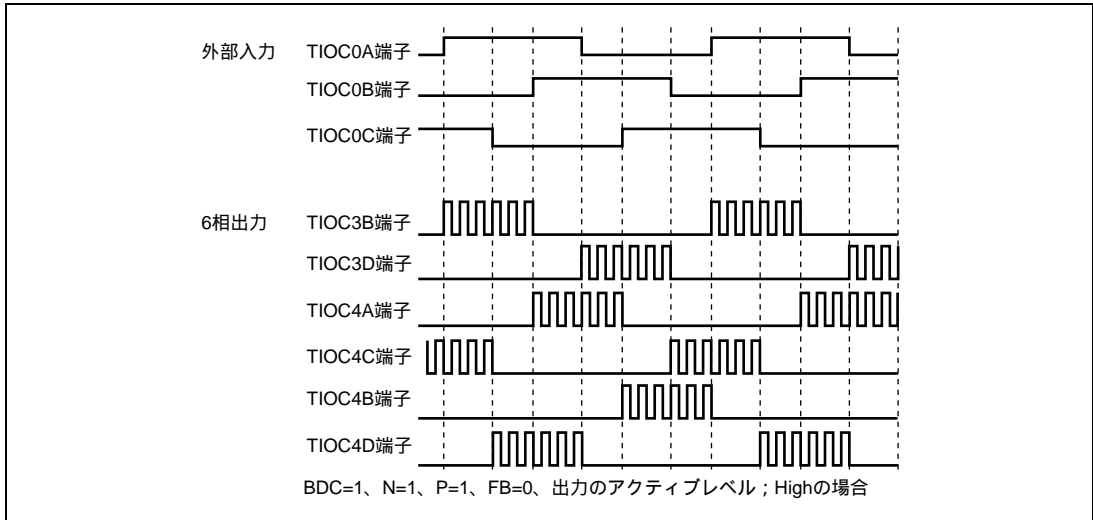 外部入力 TIOC0A端子
TIOC0B端子
TIOC0C端子
6相出力 TIOC3B端子
TIOC3D端子
TIOC4A端子
TIOC4C端子
TIOC4B端子
TIOC4D端子
BDC=1、N=1、P=1、FB=0、出力のアクティブレベル；Highの場合